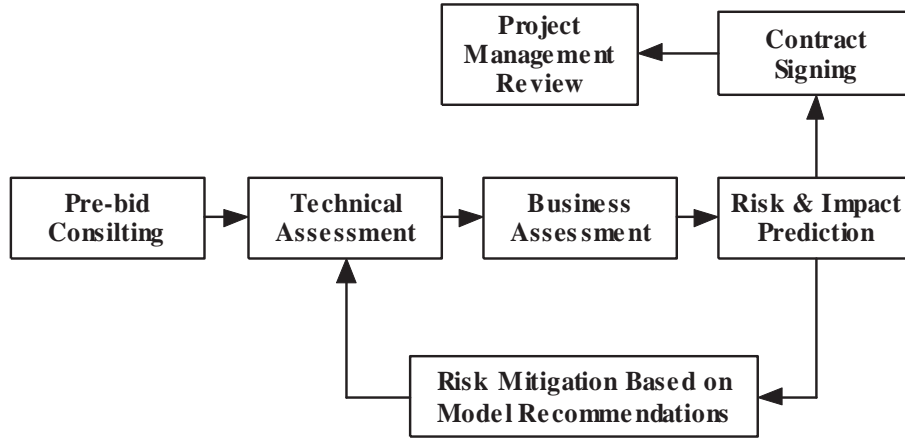 Project
Management
Review
Contract
Signing
Pre-bid
Consilting
Technical
Assessment
Business
Assessment
Risk & Impact
Prediction
Risk Mitigation Based on
Model Recommendations